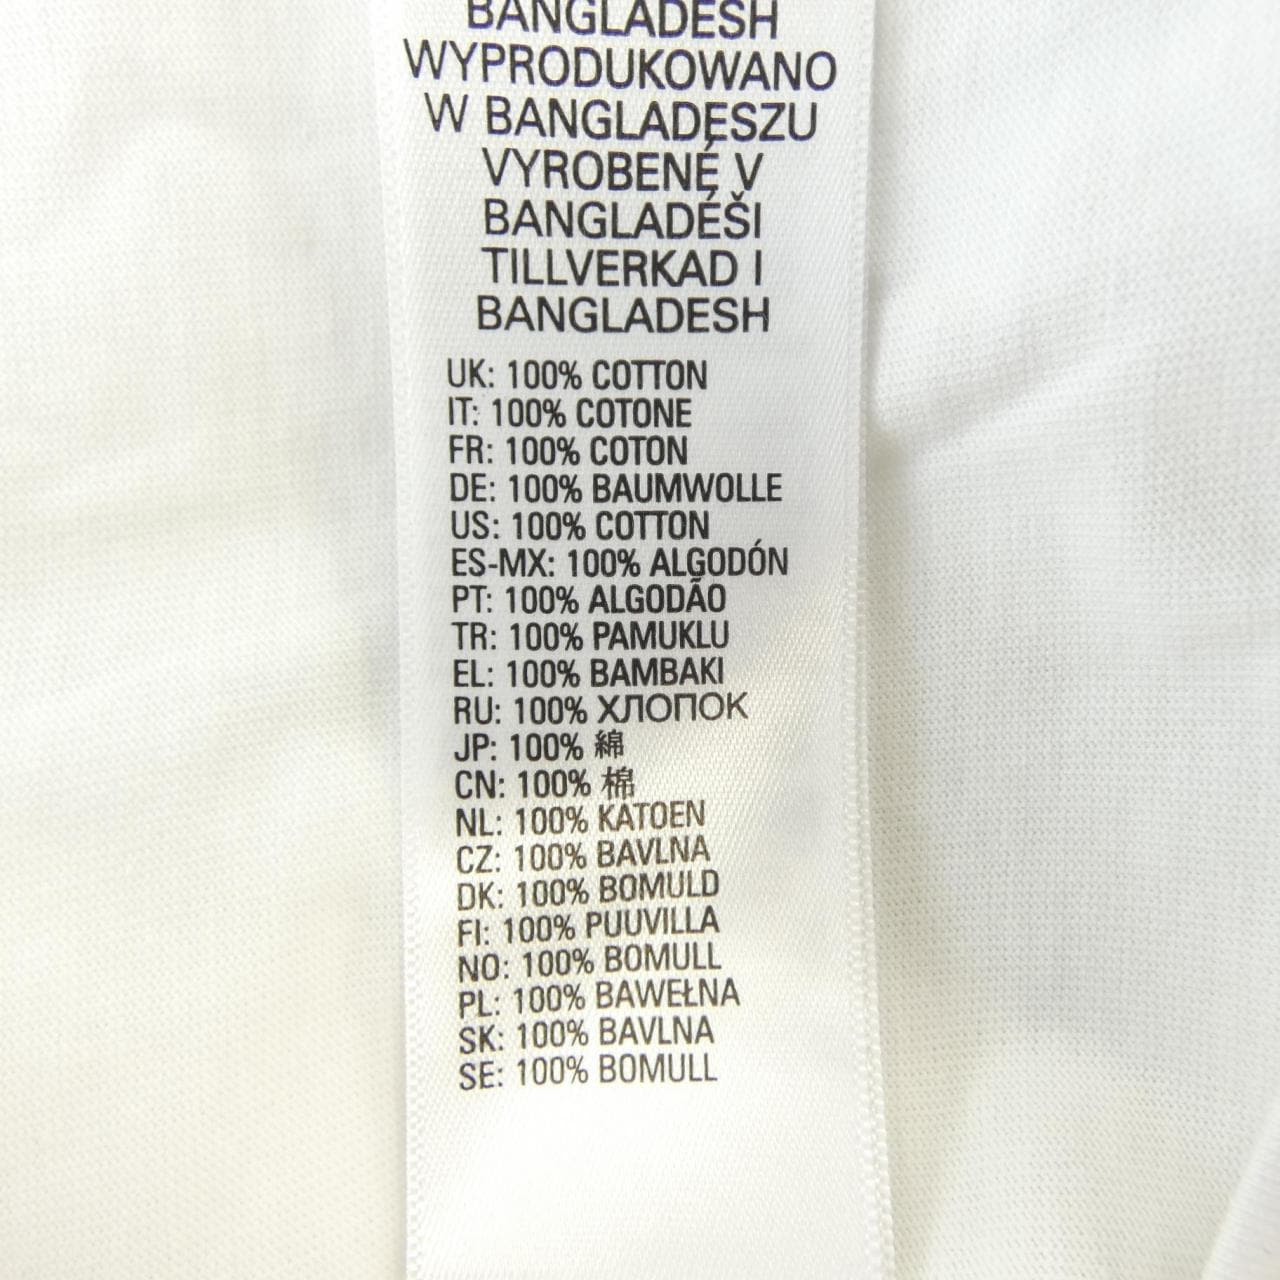 BANGLADESH
WYPRODUKOWANO
W BANGLADESZU
VYROBENÉ V
BANGLADÉŠI
TILLVERKAD I
BANGLADESH
UK: 100% COTTON
IT: 100% COTONE
FR: 100% COTON
DE: 100% BAUMWOLLE
US: 100% COTTON
ES-MX: 100% ALGODÓN
PT: 100% ALGODÃO
TR: 100% PAMUKLU
EL: 100% BAMBAKI
RU: 100% ХЛОПОК
JP: 100% 綿
CN: 100% 棉
NL: 100% KATOEN
CZ: 100% BAVLNA
DK: 100% BOMULD
FI: 100% PUUVILLA
NO: 100% BOMULL
PL: 100% BAWEŁNA
SK: 100% BAVLNA
SE: 100% BOMULL